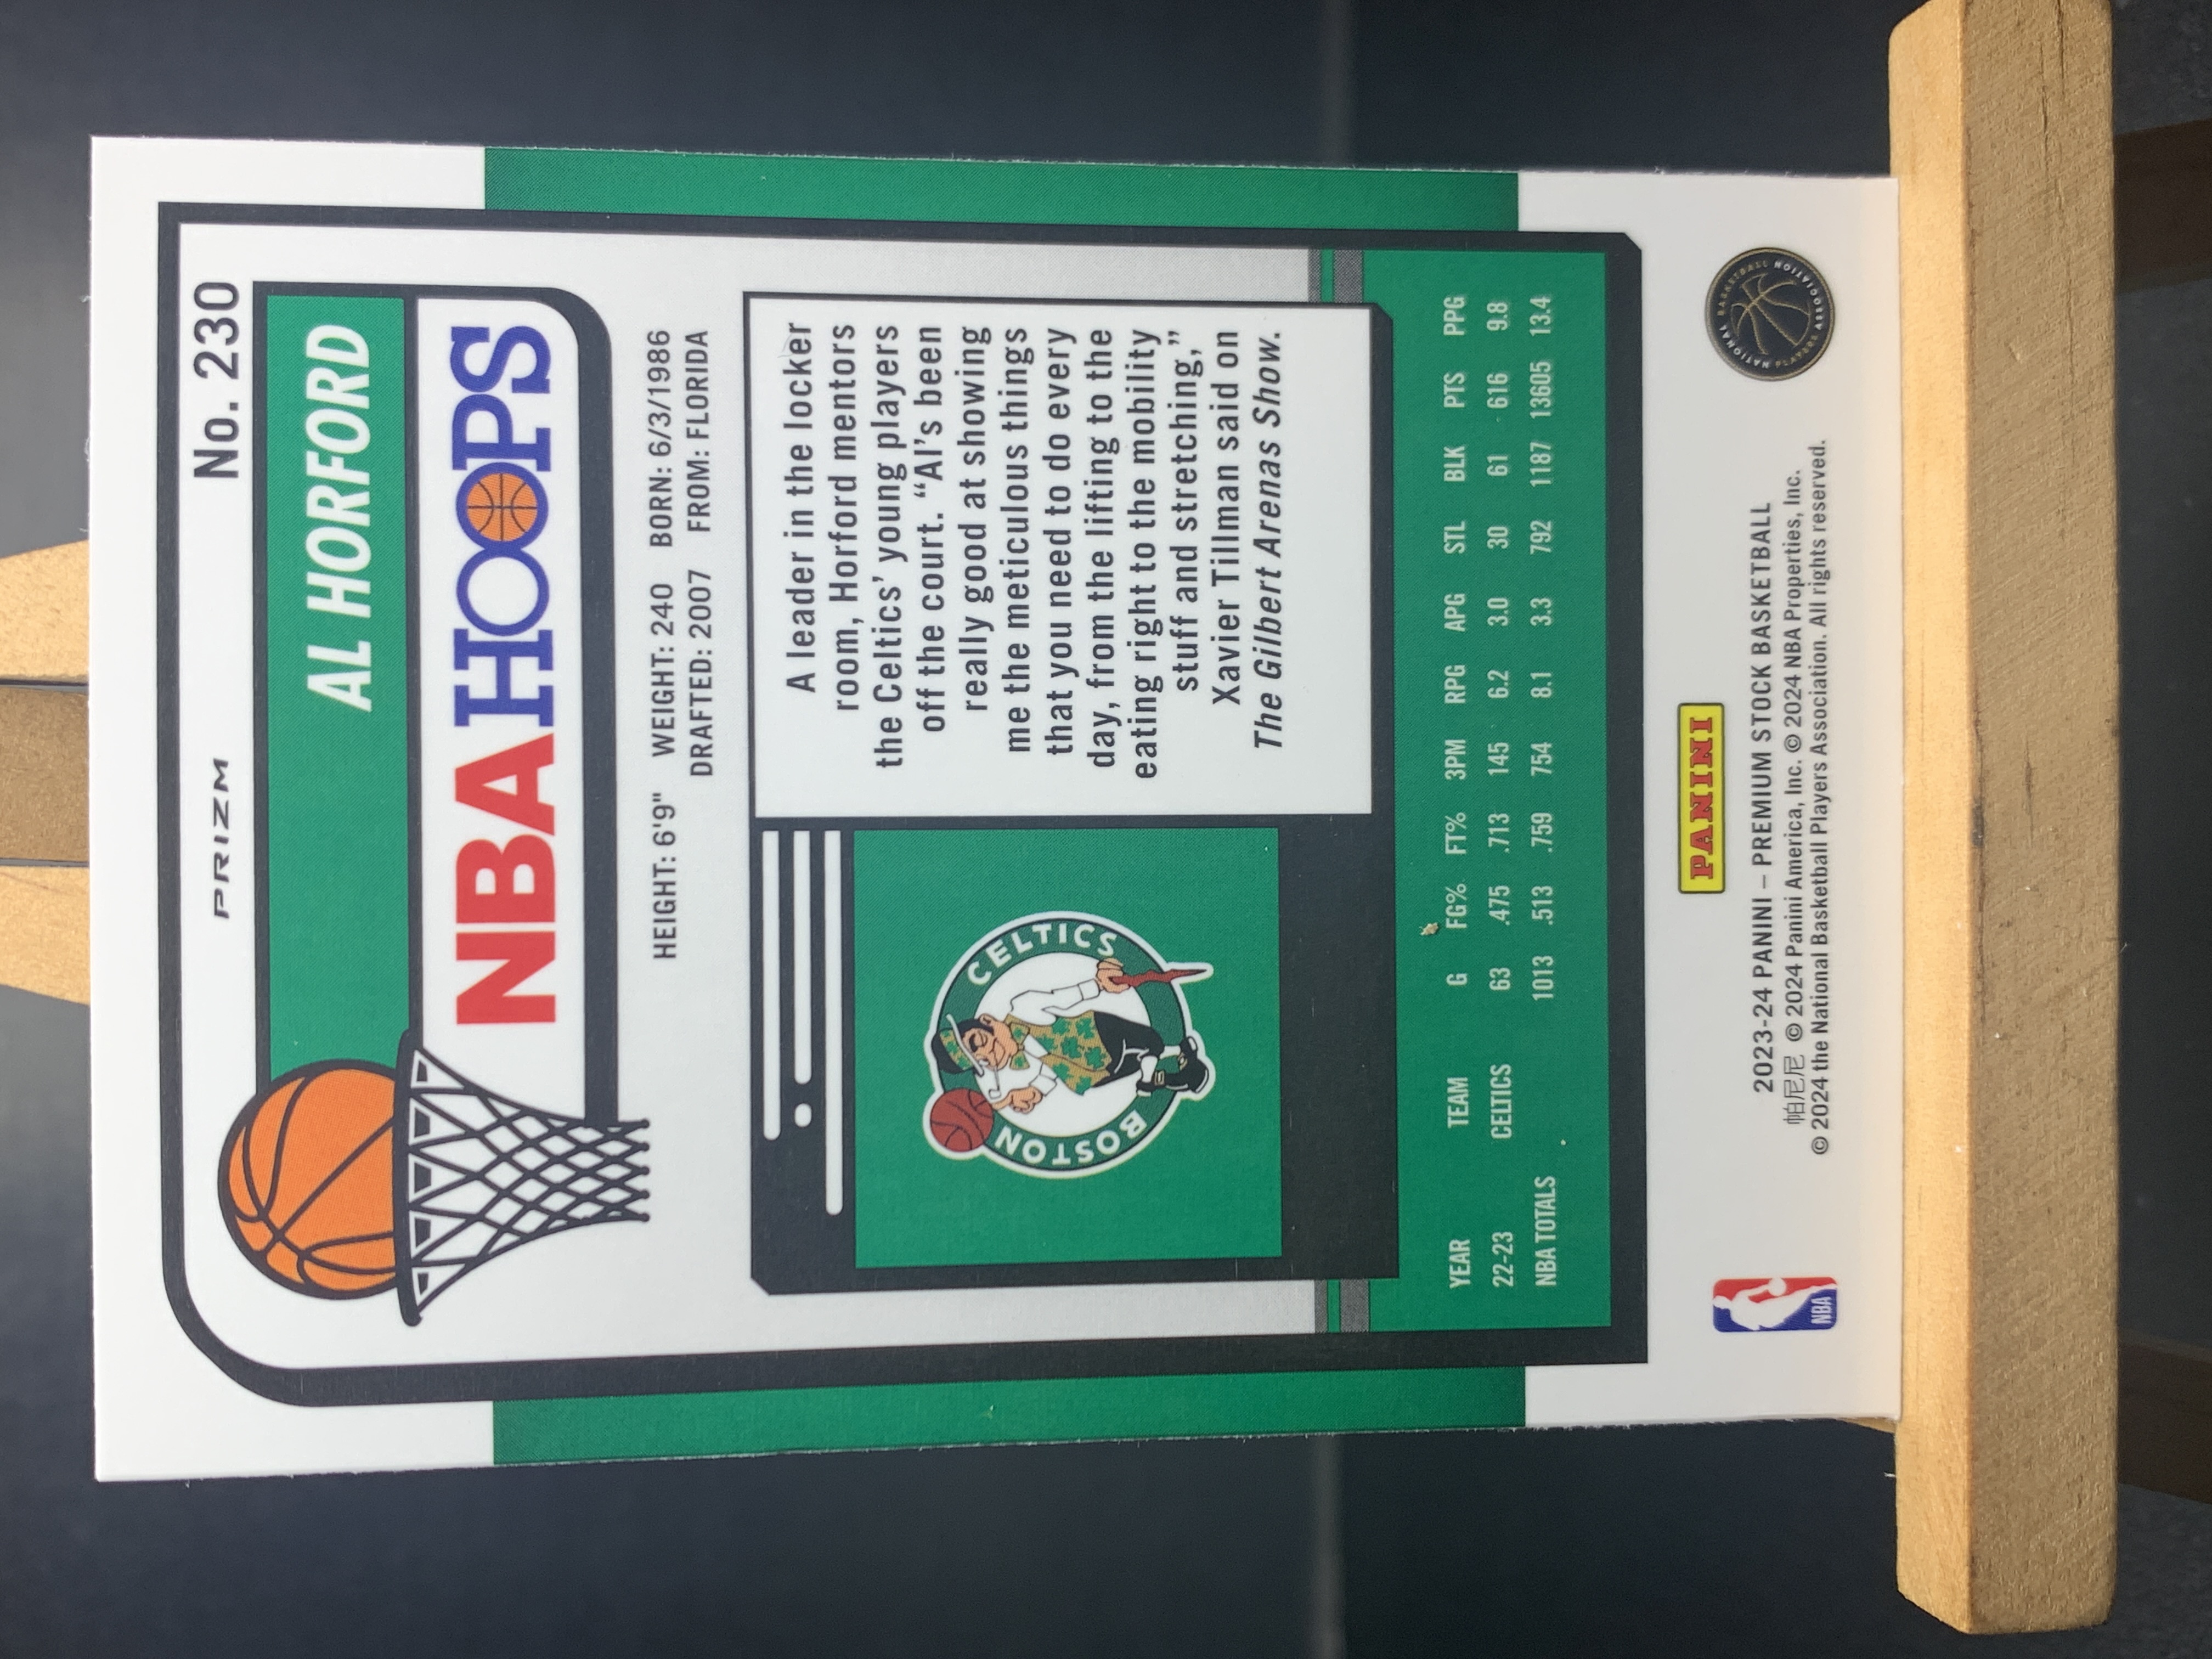 PRIZM
No. 230
AL HORFORD
NBA HOOPS
HEIGHT: 6'9" WEIGHT: 240 BORN: 6/3/1986
DRAFTED: 2007 FROM: FLORIDA
CELTICS
BOSTON
A leader in the locker
room, Horford mentors
the Celtics’ young players
off the court. “Al’s been
really good at showing
me the meticulous things
that you need to do every
day, from the lifting to the
eating right to the mobility
stuff and stretching,”
Xavier Tillman said on
The Gilbert Arenas Show.
YEAR TEAM G FG% FT% 3PM RPG APG STL BLK PTS PPG
22-23 CELTICS 63 .475 .713 145 6.2 3.0 30 61 616 9.8
NBA TOTALS 1013 .513 .759 754 8.1 3.3 792 1187 13605 13.4
PANINI
NBA
2023-24 PANINI – PREMIUM STOCK BASKETBALL
帕尼尼 © 2024 Panini America, Inc. © 2024 NBA Properties, Inc.
© 2024 the National Basketball Players Association. All rights reserved.
NATIONAL BASKETBALL ASSOCIATION PLAYERS